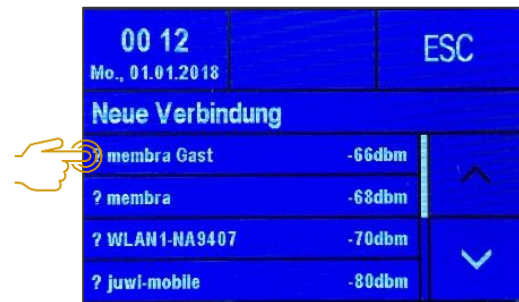 00 12
Mo., 01.01.2018
ESC
Neue Verbindung
? membra Gast -66dbm
? membra -68dbm
? WLAN1-NA9407 -70dbm
? juwi-mobile -80dbm